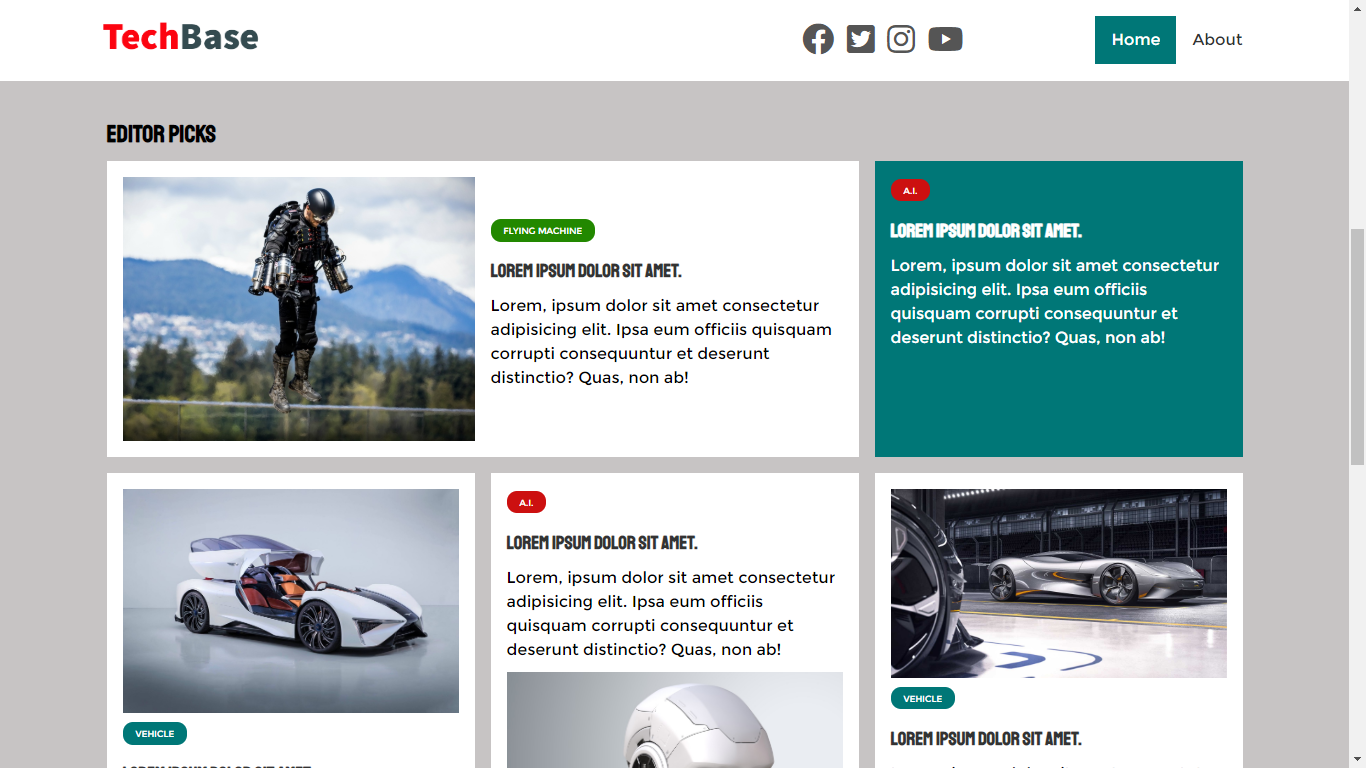 TechBase
Home About
EDITOR PICKS
FLYING MACHINE
LOREM IPSUM DOLOR SIT AMET.
Lorem, ipsum dolor sit amet consectetur
adipisicing elit. Ipsa eum officiis quisquam
corrupti consequuntur et deserunt
distinctio? Quas, non ab!
A.I.
LOREM IPSUM DOLOR SIT AMET.
Lorem, ipsum dolor sit amet consectetur
adipisicing elit. Ipsa eum officiis
quisquam corrupti consequuntur et
deserunt distinctio? Quas, non ab!
VEHICLE
A.I.
LOREM IPSUM DOLOR SIT AMET.
Lorem, ipsum dolor sit amet consectetur
adipisicing elit. Ipsa eum officiis
quisquam corrupti consequuntur et
deserunt distinctio? Quas, non ab!
VEHICLE
LOREM IPSUM DOLOR SIT AMET.